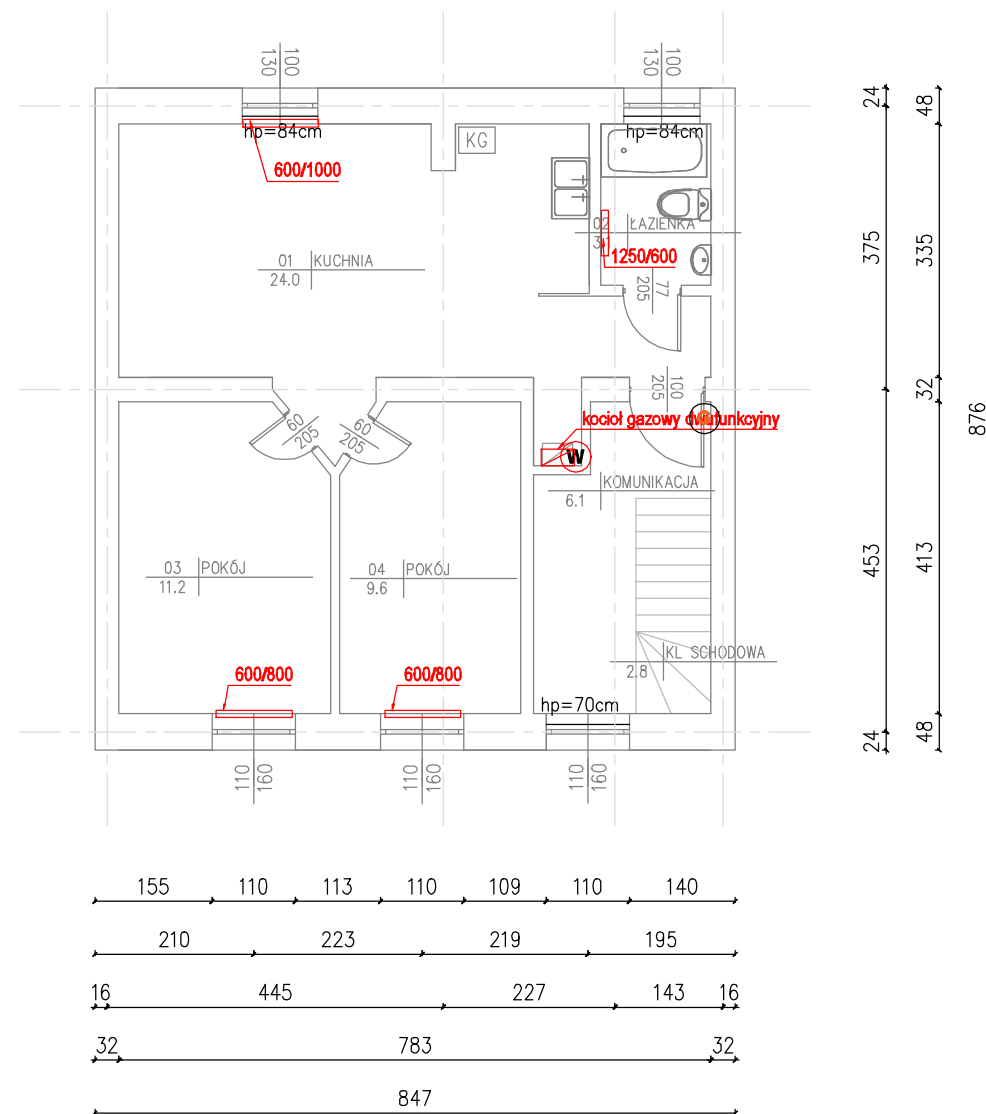 100
130
100
130
hp=84cm
hp=84cm
600/1000
KG
02
ŁAZIENKA
1250/600
01
KUCHNIA
24.0
77
205
100
205
60
205
60
205
kocioł gazowy dwufunkcyjny
W
KOMUNIKACJA
6.1
03
POKÓJ
11.2
04
POKÓJ
9.6
KL SCHODOWA
2.8
600/800
600/800
hp=70cm
110
160
110
160
110
160
24
48
375
335
32
876
453
413
24
48
155 110 113 110 109 110 140
210 223 219 195
16 445 227 143 16
32 783 32
847